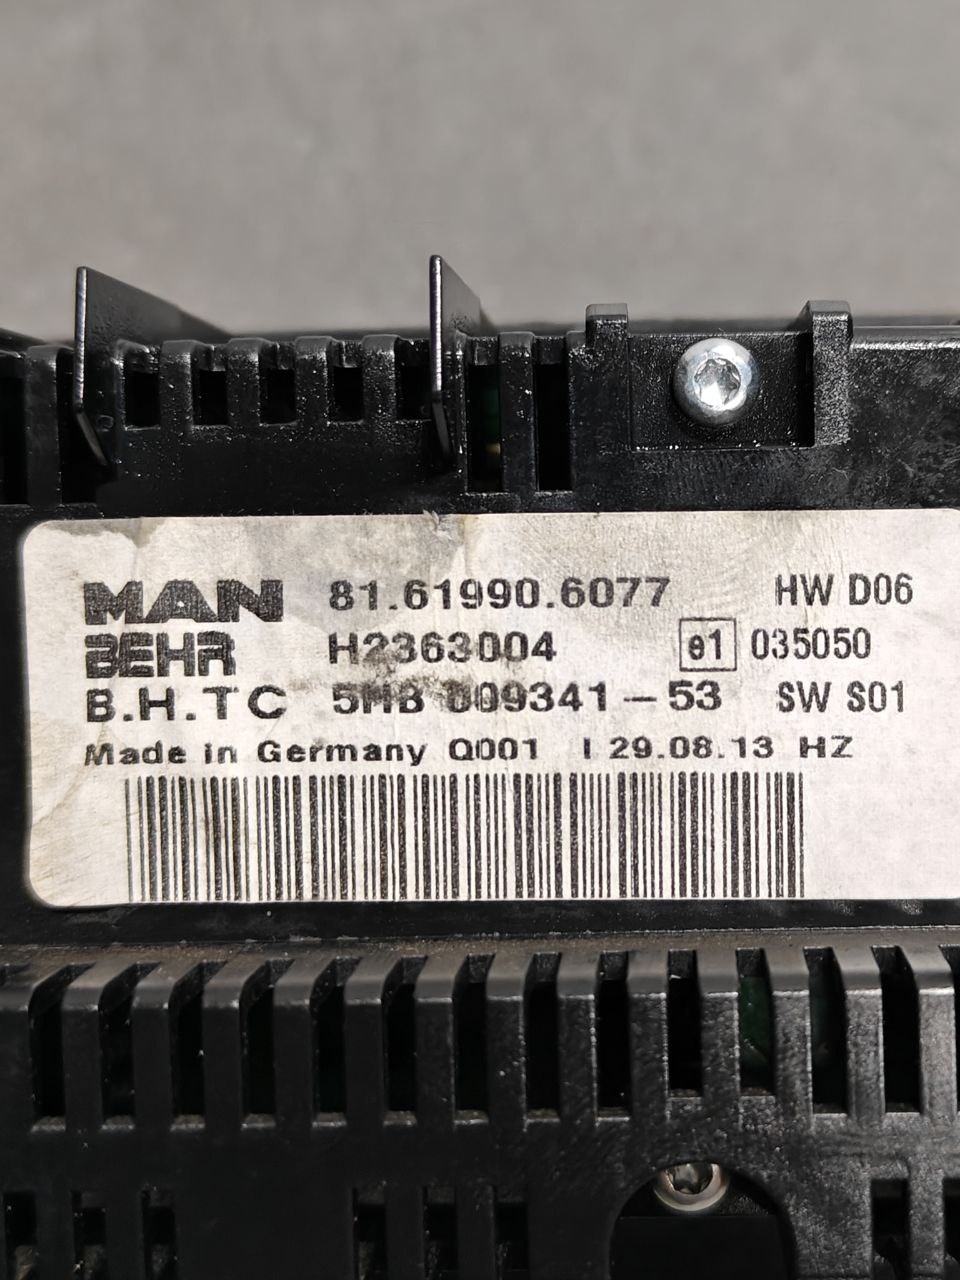 MAN 81.61990.6077 HW D06
BEHR H2363004 e1 035050
B.H.TC 5HB 009341-53 SW S01
Made in Germany Q001 I 29.08.13 HZ